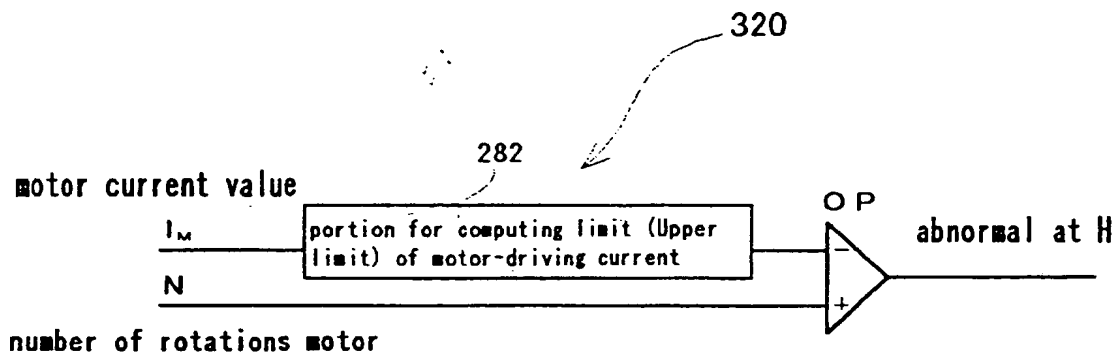 320
282
motor current value
I_M
portion for computing limit (Upper
limit) of motor-driving current
OP
abnormal at H
−
N
+
number of rotations motor